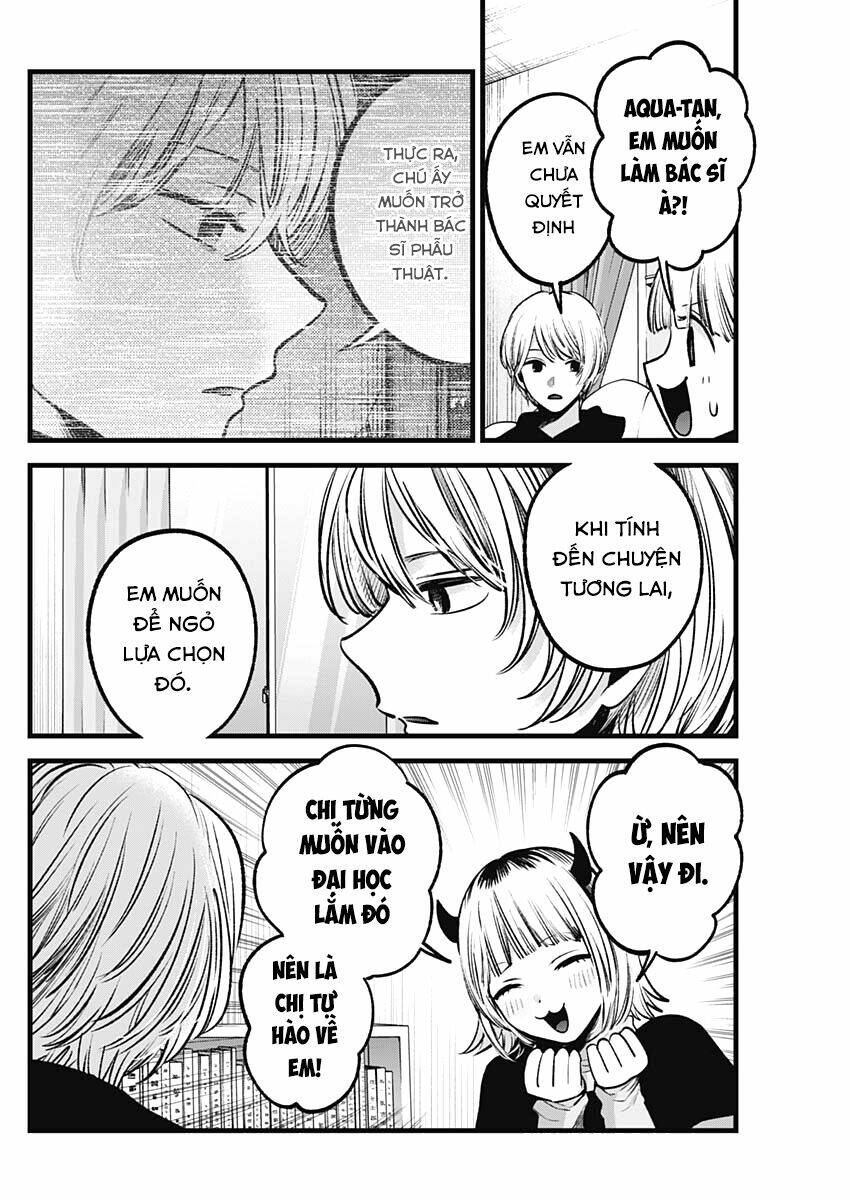 AQUA-TAN,
EM MUỐN
LÀM BÁC SĨ
À?!
EM VẪN
CHƯA
QUYẾT
ĐỊNH
THỰC RA,
CHÚ ẤY
MUỐN TRỞ
THÀNH BÁC
SĨ PHẪU
THUẬT.
KHI TÍNH
ĐẾN CHUYỆN
TƯƠNG LAI,
EM MUỐN
ĐỂ NGỎ
LỰA CHỌN
ĐÓ.
Ừ, NÊN
VẬY ĐI.
CHỊ TỪNG
MUỐN VÀO
ĐẠI HỌC
LẮM ĐÓ
NÊN LÀ
CHỊ TỰ
HÀO VỀ
EM!